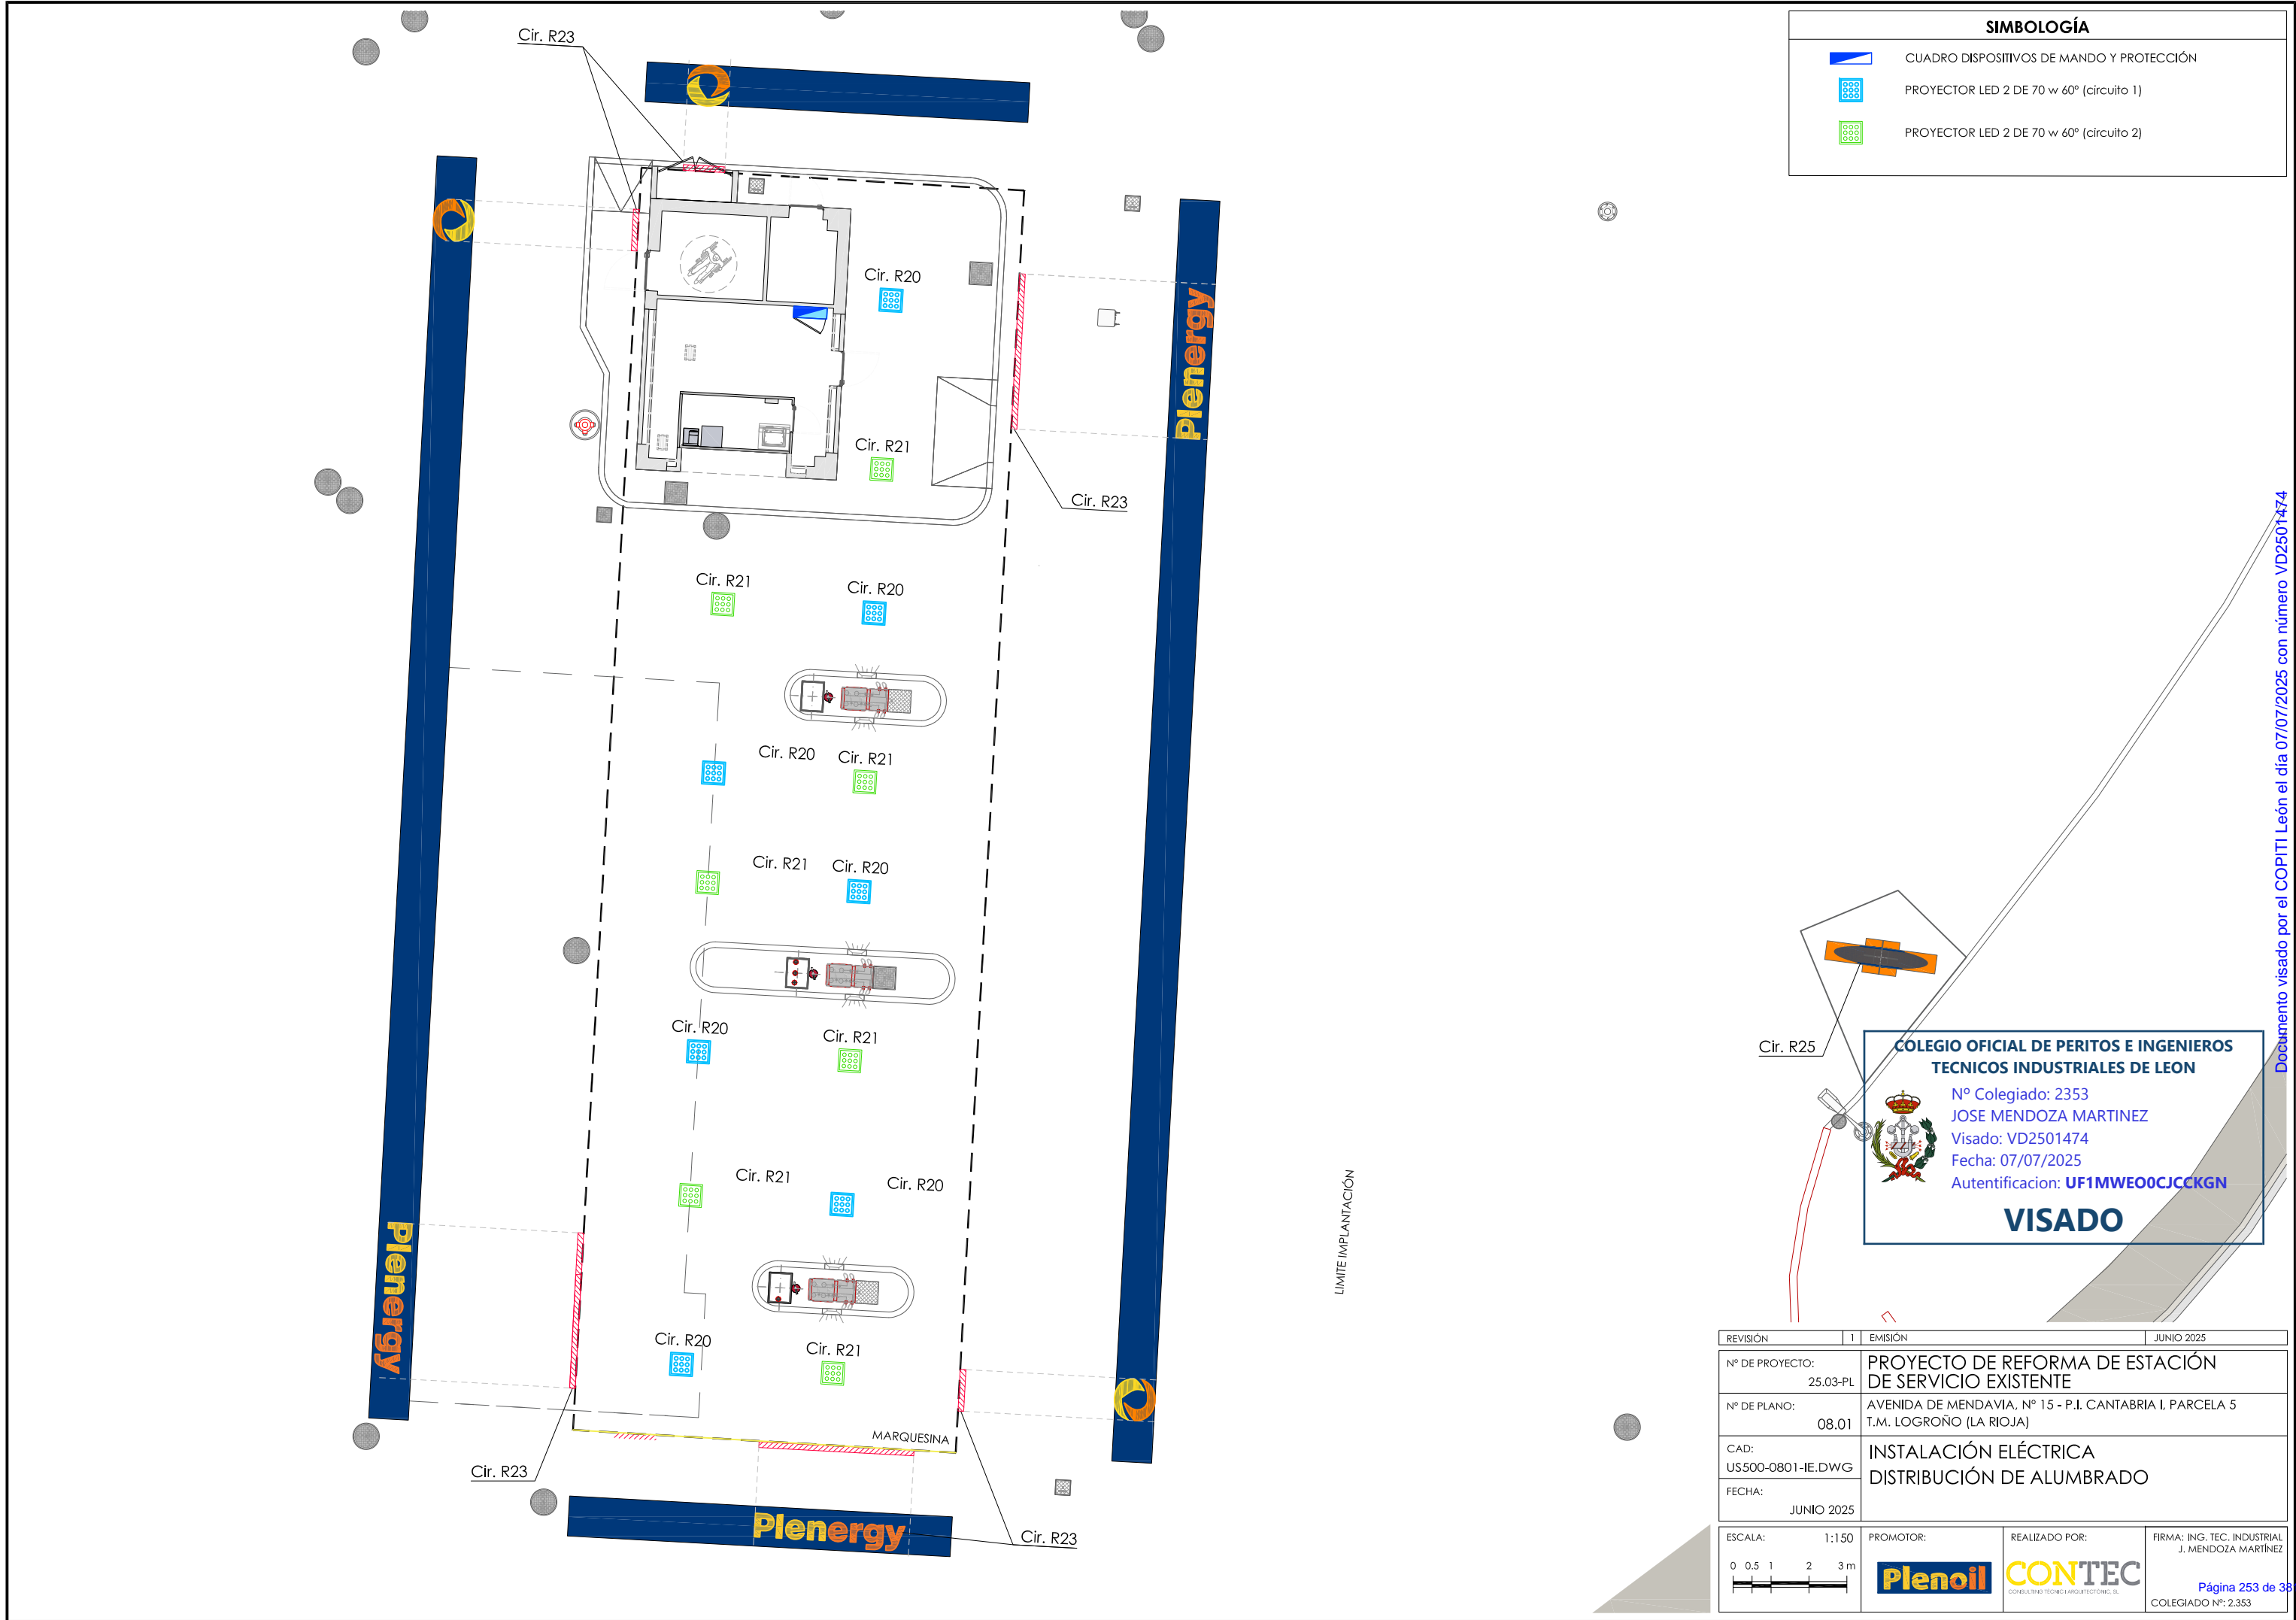 SIMBOLOGÍA
CUADRO DISPOSITIVOS DE MANDO Y PROTECCIÓN
PROYECTOR LED 2 DE 70 w 60º (circuito 1)
PROYECTOR LED 2 DE 70 w 60º (circuito 2)
Cir. R23
Cir. R20
Plenergy
Cir. R21
Cir. R23
Cir. R21
Cir. R20
Cir. R20
Cir. R21
Cir. R21
Cir. R20
Cir. R20
Cir. R21
Cir. R21
Cir. R20
Plenergy
Cir. R20
Cir. R21
MARQUESINA
Cir. R23
Plenergy
Cir. R23
LIMITE IMPLANTACIÓN
Cir. R25
Documento visado por el COPITI León el día 07/07/2025 con número VD2501474
COLEGIO OFICIAL DE PERITOS E INGENIEROS
TECNICOS INDUSTRIALES DE LEON
Nº Colegiado: 2353
JOSE MENDOZA MARTINEZ
Visado: VD2501474
Fecha: 07/07/2025
Autentificacion: UF1MWEO0CJCCKGN
VISADO
REVISIÓN 1 EMISIÓN JUNIO 2025
Nº DE PROYECTO:
25.03-PL
PROYECTO DE REFORMA DE ESTACIÓN
DE SERVICIO EXISTENTE
Nº DE PLANO:
08.01
AVENIDA DE MENDAVIA, Nº 15 - P.I. CANTABRIA I, PARCELA 5
T.M. LOGROÑO (LA RIOJA)
CAD:
US500-0801-IE.DWG
INSTALACIÓN ELÉCTRICA
DISTRIBUCIÓN DE ALUMBRADO
FECHA:
JUNIO 2025
ESCALA: 1:150
0 0.5 1 2 3 m
PROMOTOR:
Plenoil
REALIZADO POR:
CONTEC
CONSULTING TECNIC I ARQUITECTONIC, SL
FIRMA: ING. TEC. INDUSTRIAL
J. MENDOZA MARTÍNEZ
Página 253 de 38
COLEGIADO Nº: 2.353